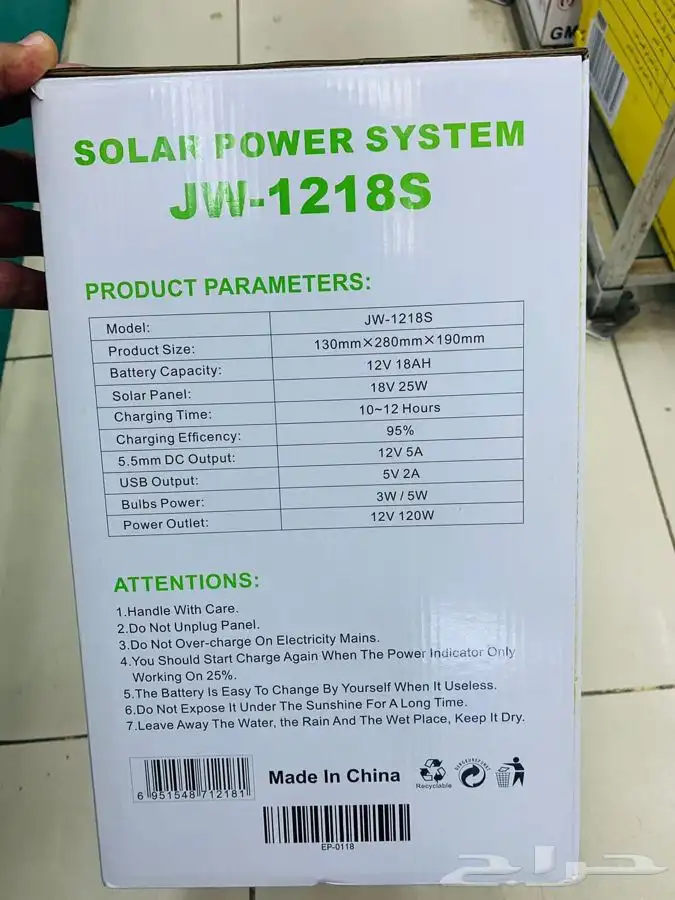 GM
SOLAR POWER SYSTEM
JW-1218S
PRODUCT PARAMETERS:
Model: JW-1218S
Product Size: 130mm×280mm×190mm
Battery Capacity: 12V 18AH
Solar Panel: 18V 25W
Charging Time: 10~12 Hours
Charging Efficency: 95%
5.5mm DC Output: 12V 5A
USB Output: 5V 2A
Bulbs Power: 3W / 5W
Power Outlet: 12V 120W
ATTENTIONS:
1.Handle With Care.
2.Do Not Unplug Panel.
3.Do Not Over-charge On Electricity Mains.
4.You Should Start Charge Again When The Power Indicator Only
Working On 25%.
5.The Battery Is Easy To Change By Yourself When It Useless.
6.Do Not Expose It Under The Sunshine For A Long Time.
7.Leave Away The Water, the Rain And The Wet Place, Keep It Dry.
6 951548 712181
Made In China
Recyclable
EP-0118
حراج